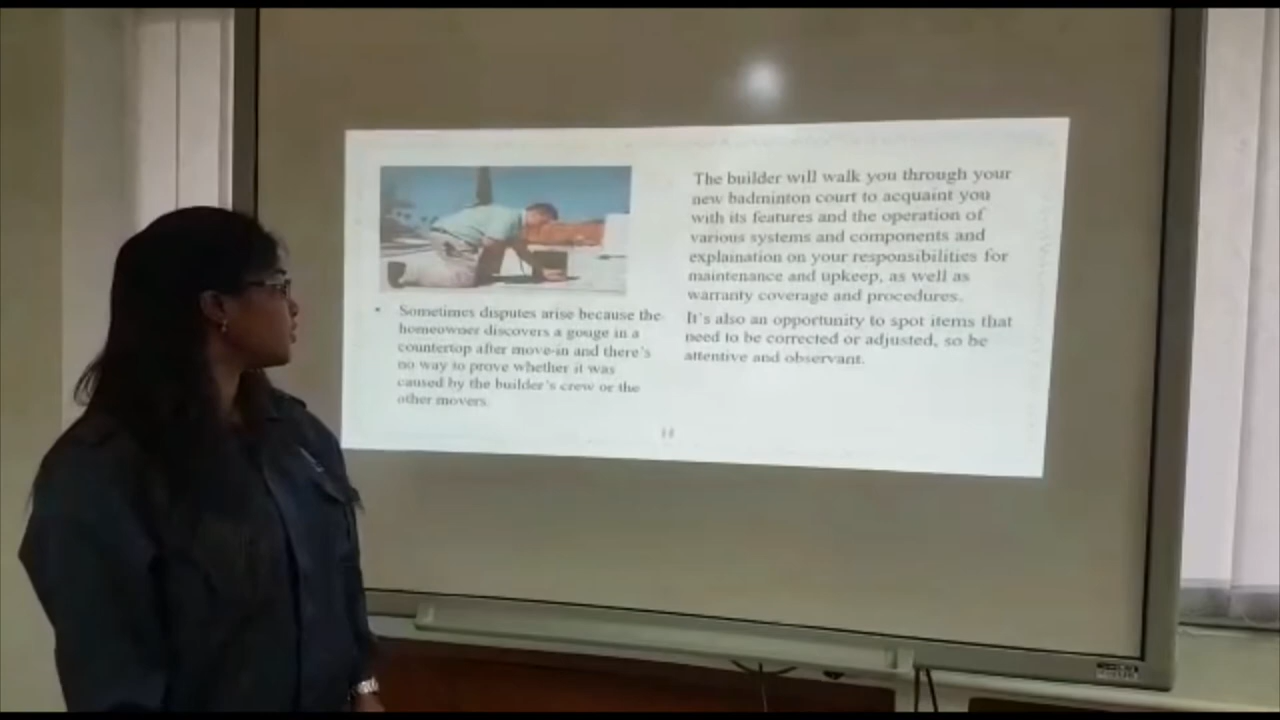 • Sometimes disputes arise because the
homeowner discovers a gouge in a
countertop after move-in and there's
no way to prove whether it was
caused by the builder's crew or the
other movers.
The builder will walk you through your
new badminton court to acquaint you
with its features and the operation of
various systems and components and
explaination on your responsibilities for
maintenance and upkeep, as well as
warranty coverage and procedures.
It's also an opportunity to spot items that
need to be corrected or adjusted, so be
attentive and observant.